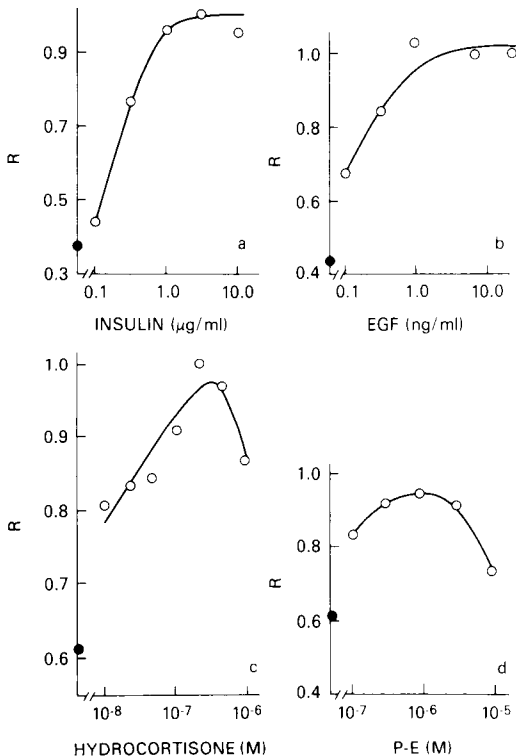 0.9
0.7
0.5
0.3
R
a
0.1
1.0
10.0
INSULIN (µg/ml)
1.0
0.8
0.6
0.4
R
b
0.1
1.0
10.0
EGF (ng/ml)
1.0
0.9
0.8
0.7
0.6
R
c
10-8
10-7
10-6
HYDROCORTISONE (M)
1.0
0.8
0.6
0.4
R
d
10-7
10-6
10-5
P-E (M)